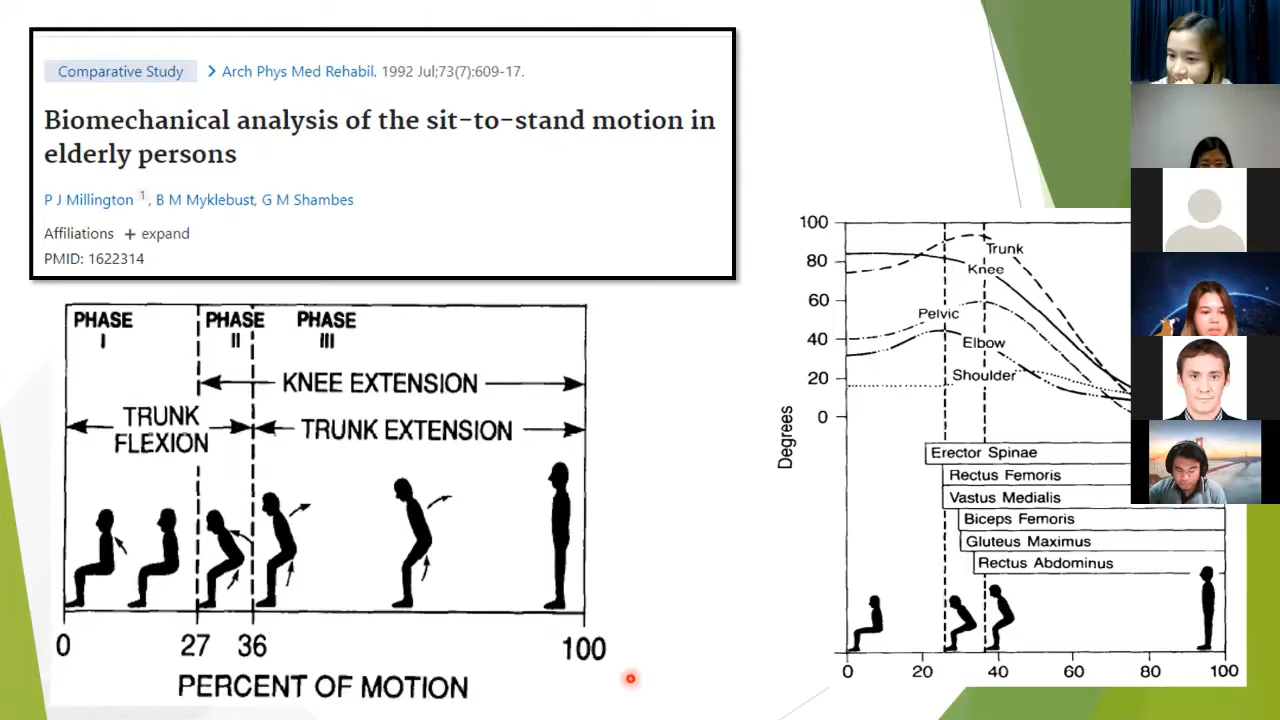 Comparative Study > Arch Phys Med Rehabil. 1992 Jul;73(7):609-17.
Biomechanical analysis of the sit-to-stand motion in
elderly persons
P J Millington 1, B M Myklebust, G M Shambes
Affiliations + expand
PMID: 1622314
PHASE I
PHASE II
PHASE III
KNEE EXTENSION
TRUNK FLEXION
TRUNK EXTENSION
0 27 36 100
PERCENT OF MOTION
100
80
60
40
20
0
Degrees
Trunk
Knee
Pelvic
Elbow
Shoulder
Erector Spinae
Rectus Femoris
Vastus Medialis
Biceps Femoris
Gluteus Maximus
Rectus Abdominus
0 20 40 60 80 100